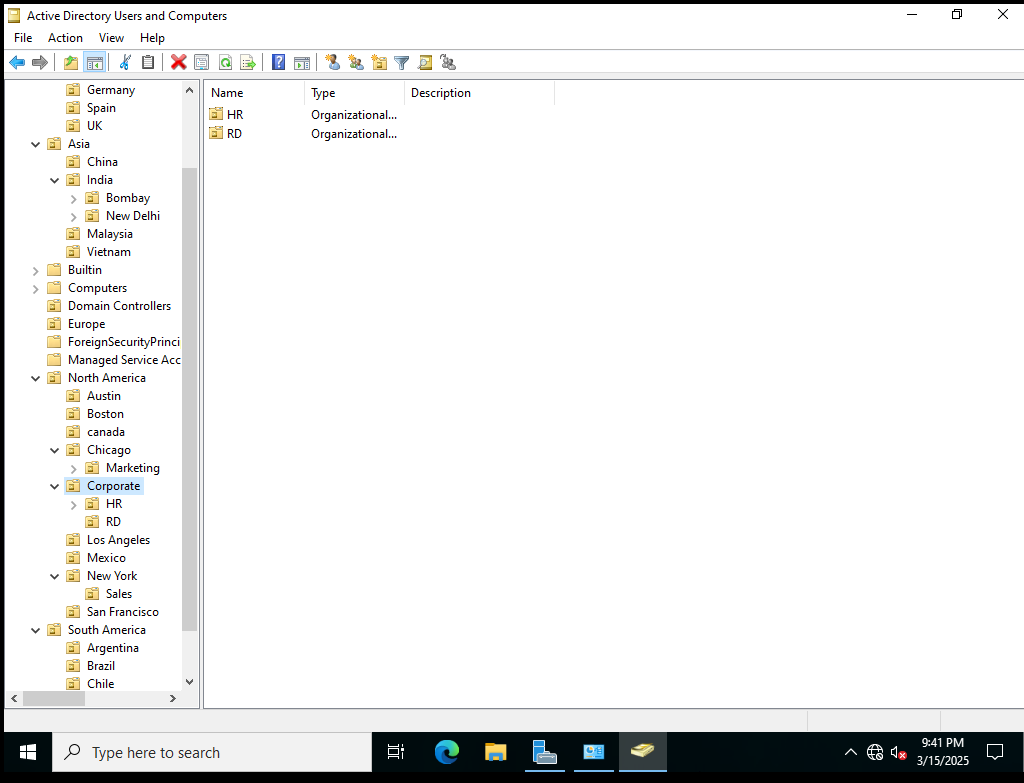 Active Directory Users and Computers
File Action View Help
Germany
Spain
UK
Asia
China
India
Bombay
New Delhi
Malaysia
Vietnam
Builtin
Computers
Domain Controllers
Europe
ForeignSecurityPrinci
Managed Service Acc
North America
Austin
Boston
canada
Chicago
Marketing
Corporate
HR
RD
Los Angeles
Mexico
New York
Sales
San Francisco
South America
Argentina
Brazil
Chile
Name Type Description
HR Organizational...
RD Organizational...
Type here to search
9:41 PM
3/15/2025